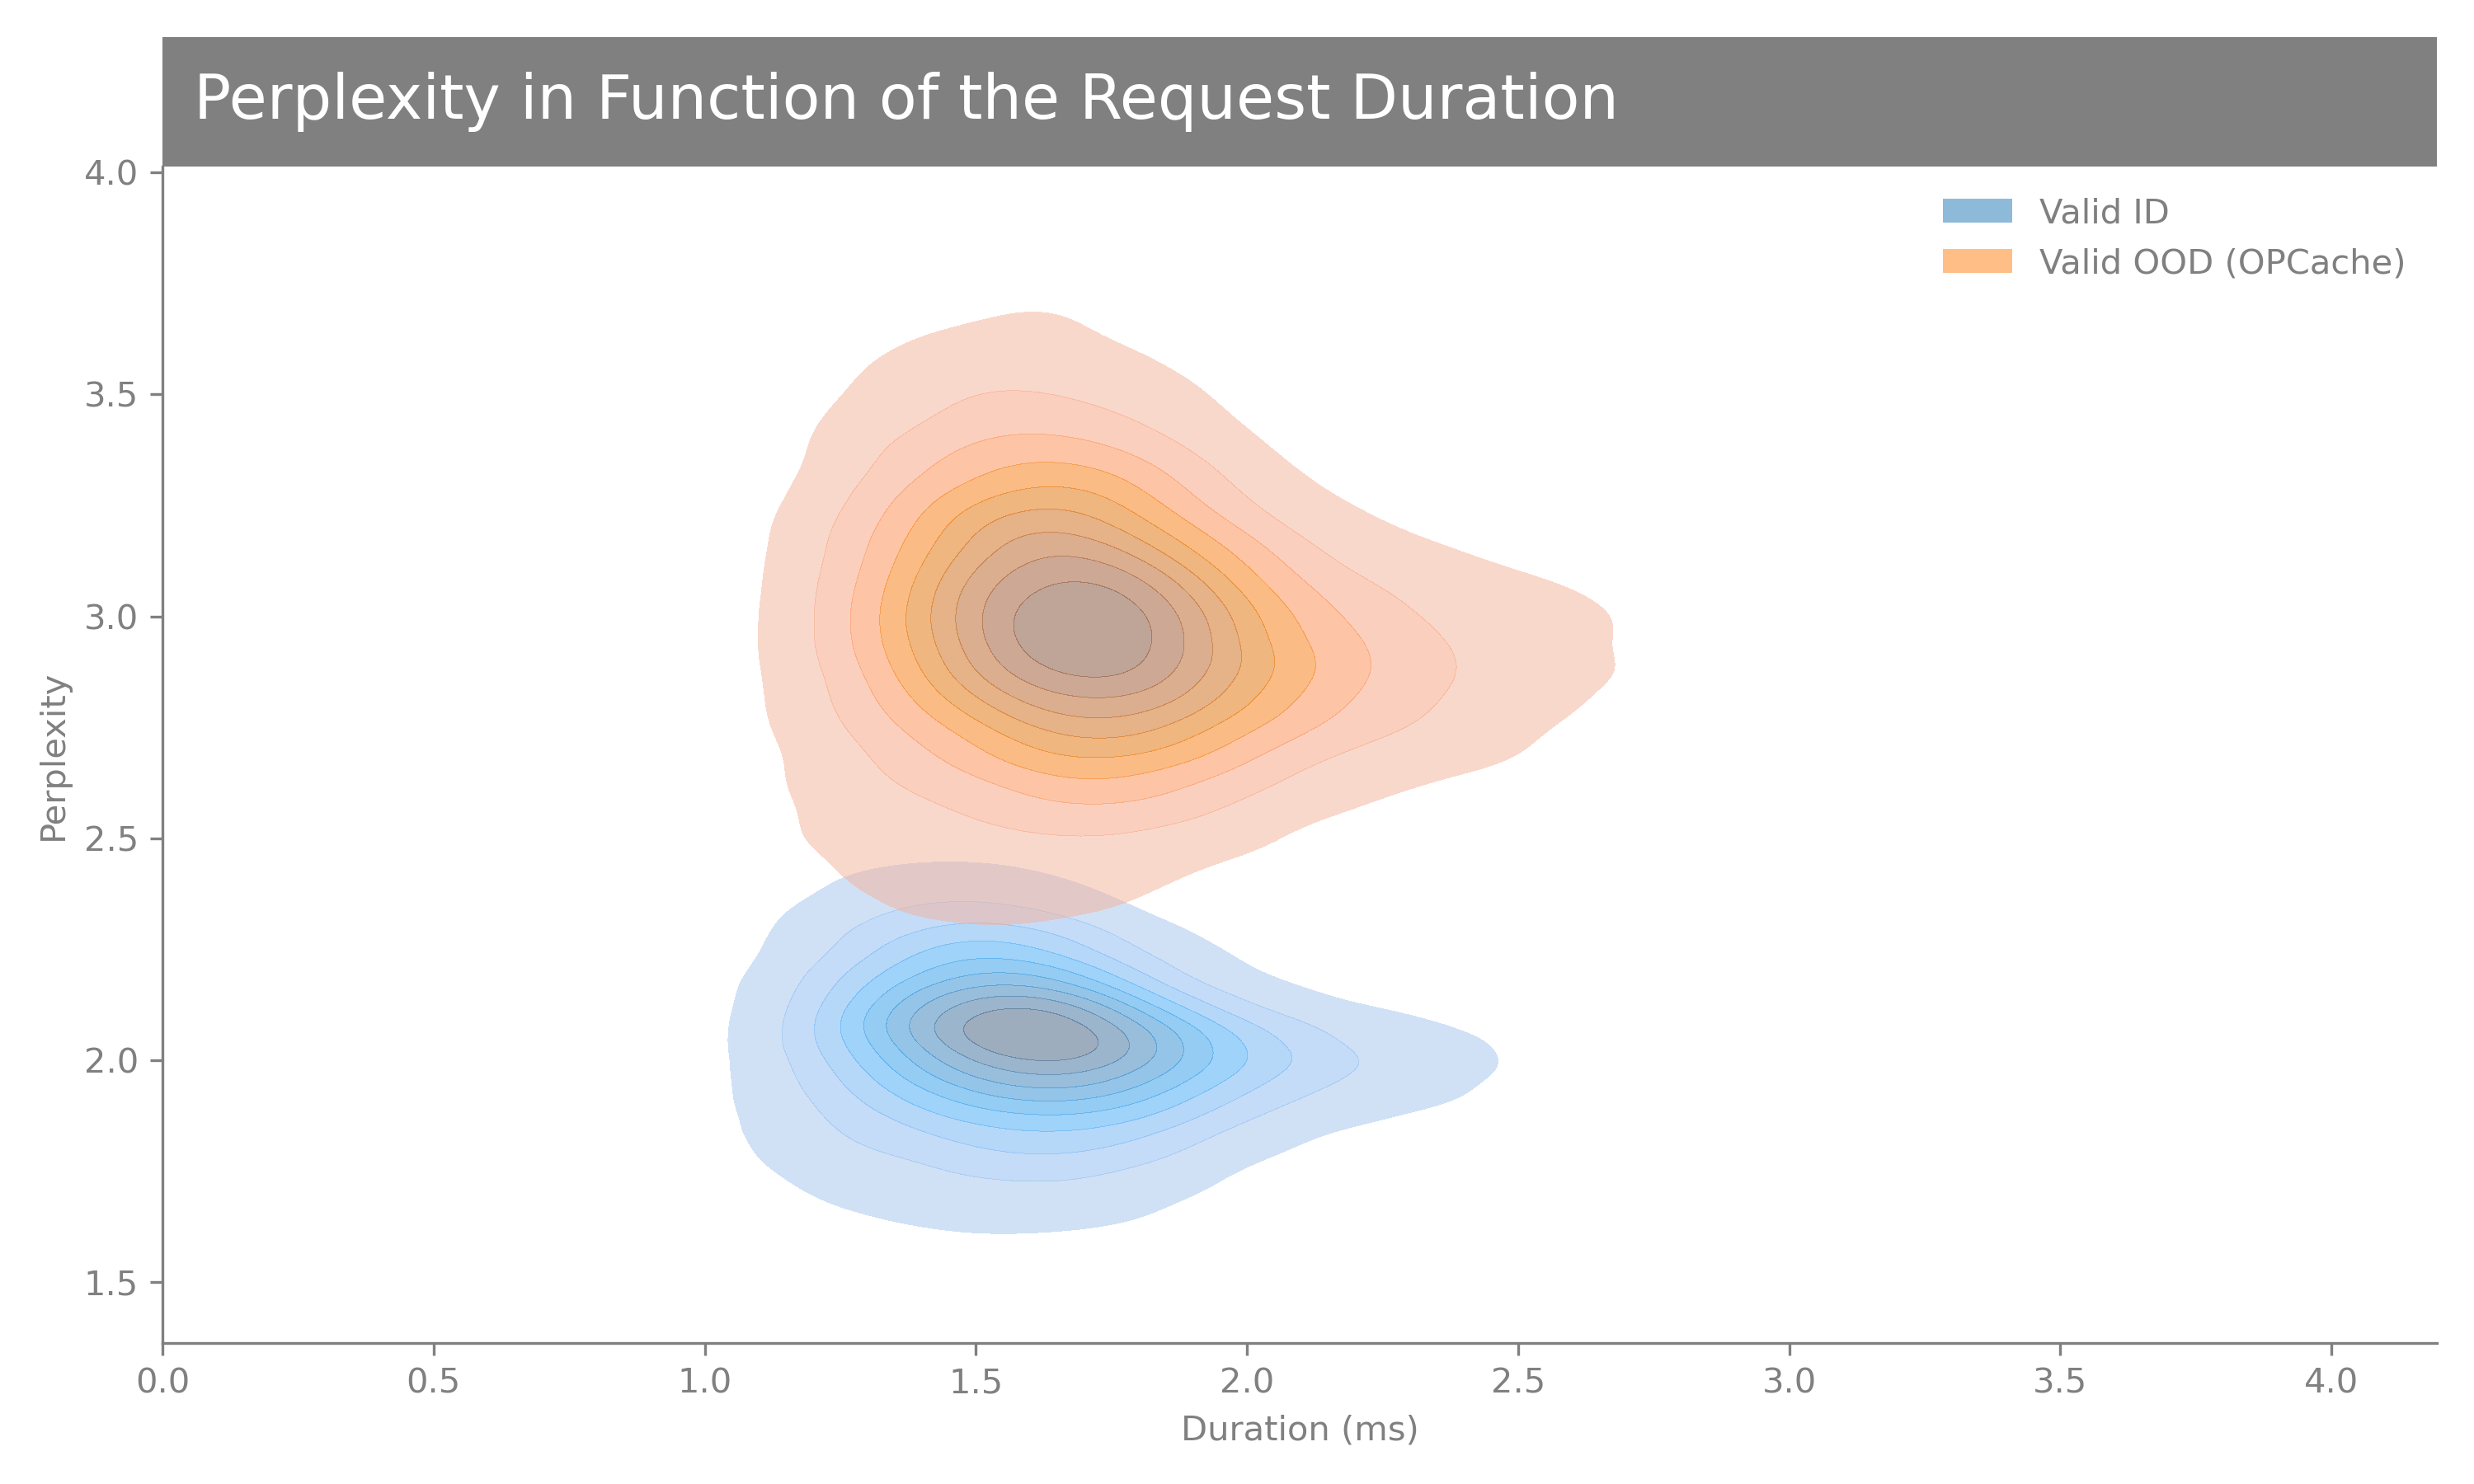 Perplexity in Function of the Request Duration
Valid ID
Valid OOD (OPCache)
Perplexity
4.0
3.5
3.0
2.5
2.0
1.5
0.0 0.5 1.0 1.5 2.0 2.5 3.0 3.5 4.0
Duration (ms)